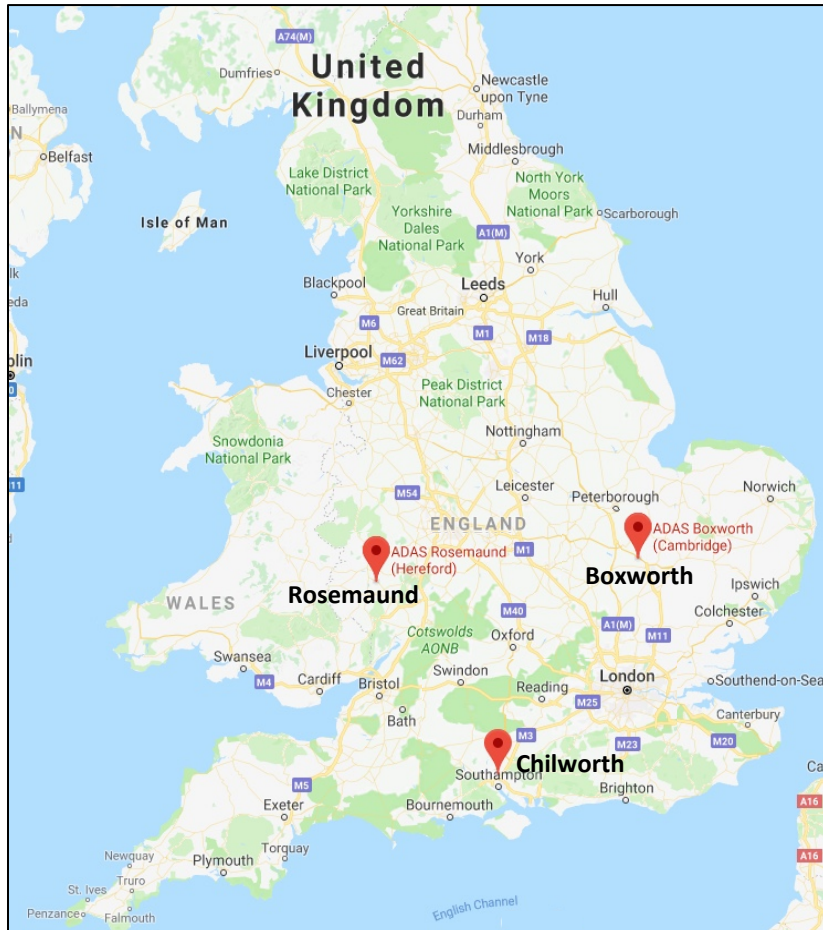 A74(M)
Dumfries
United
Kingdom
Newcastle
upon Tyne
Ballymena
Durham
Belfast
Middlesbrough
Lake District
National Park
North York
Moors
National Park
Isle of Man
Yorkshire
Dales
National Park
Scarborough
A1(M)
York
Blackpool
Leeds
Great Britain
Hull
M6
M1
M18
Liverpool
M62
Chester
Peak District
National Park
Snowdonia
National Park
Nottingham
M54
Leicester
Peterborough
Norwich
ENGLAND
ADAS Rosemaund
(Hereford)
ADAS Boxworth
(Cambridge)
M1
Rosemaund
Boxworth
WALES
Ipswich
Colchester
M40
A1(M)
M11
Cotswolds
AONB
Oxford
Swansea
M4
Cardiff
Bristol
Swindon
London
Southend-on-Sea
Reading
M25
Bath
Canterbury
M3
M23
M20
Chilworth
Southampton
M5
Exeter
Bournemouth
Brighton
A16
Torquay
Newquay
Plymouth
A16
Truro
St. Ives
Penzance
Falmouth
English Channel